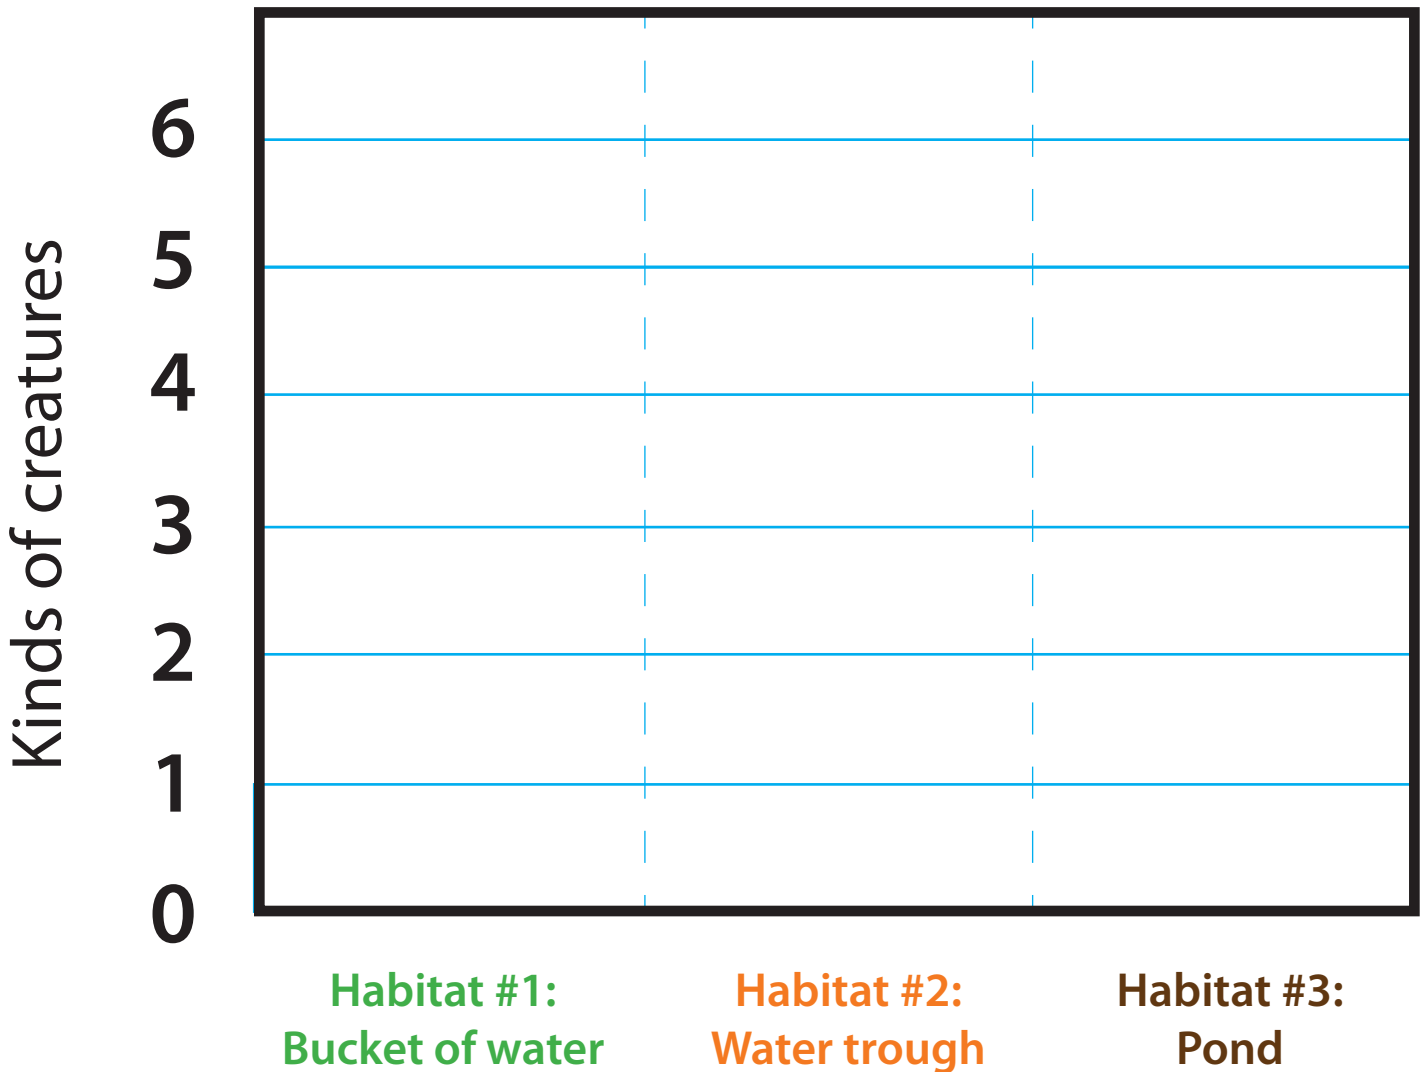 Kinds of creatures
6
5
4
3
2
1
0
Habitat #1:
Bucket of water
Habitat #2:
Water trough
Habitat #3:
Pond